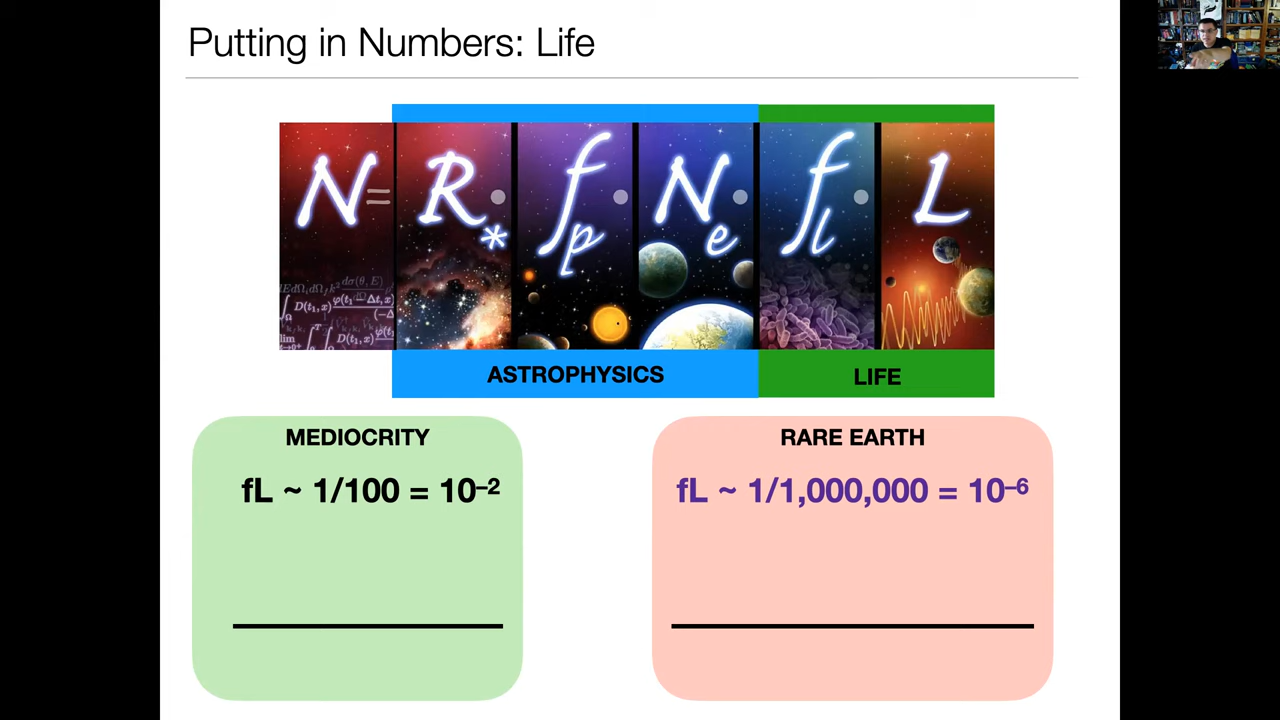 Putting in Numbers: Life
N = R* • fp • Ne • fl • L
ASTROPHYSICS
LIFE
MEDIOCRITY
fL ~ 1/100 = 10⁻²
RARE EARTH
fL ~ 1/1,000,000 = 10⁻⁶